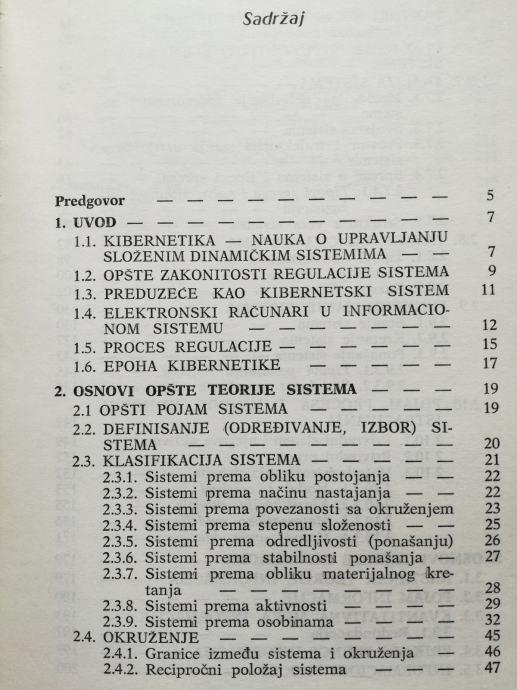 Sadržaj
Predgovor — — — — — — — — — — 5
1. UVOD — — — — — — — — — — — 7
1.1. KIBERNETIKA — NAUKA O UPRAVLJANJU
SLOŽENIM DINAMIČKIM SISTEMIMA — — 7
1.2. OPŠTE ZAKONITOSTI REGULACIJE SISTEMA 9
1.3. PREDUZEĆE KAO KIBERNETSKI SISTEM 11
1.4. ELEKTRONSKI RAČUNARI U INFORMACIO-
NOM SISTEMU — — — — — — — — 12
1.5. PROCES REGULACIJE — — — — — — 15
1.6. EPOHA KIBERNETIKE — — — — — — 17
2. OSNOVI OPŠTE TEORIJE SISTEMA — — — — 19
2.1 OPŠTI POJAM SISTEMA — — — — — — 19
2.2. DEFINISANJE (ODREĐIVANJE, IZBOR) SI-
STEMA — — — — — — — — — — 20
2.3. KLASIFIKACIJA SISTEMA — — — — — 21
2.3.1. Sistemi prema obliku postojanja — — 22
2.3.2. Sistemi prema načinu nastajanja — — 22
2.3.3. Sistemi prema povezanosti sa okruženjem 23
2.3.4. Sistemi prema stepenu složenosti — — 25
2.3.5. Sistemi prema odredljivosti (ponašanju) 26
2.3.6. Sistemi prema stabilnosti ponašanja — 27
2.3.7. Sistemi prema obliku materijalnog kre-
tanja — — — — — — — — — 28
2.3.8. Sistemi prema aktivnosti — — — — 29
2.3.9. Sistemi prema osobinama — — — — 32
2.4. OKRUŽENJE — — — — — — — — — 45
2.4.1. Granice između sistema i okruženja — 46
2.4.2. Recipročni položaj sistema — — — — 47